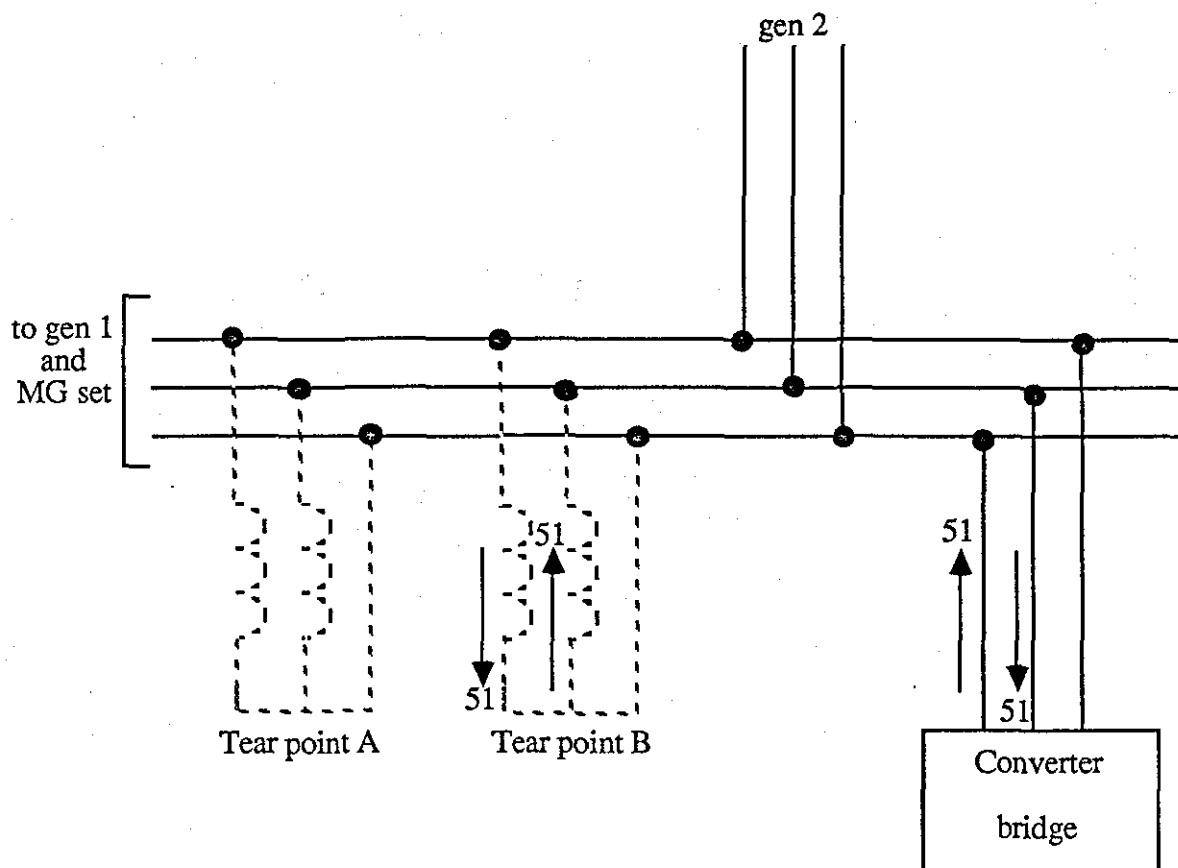 gen 2
to gen 1
and
MG set
51
51
51
51
Tear point A
Tear point B
Converter
bridge